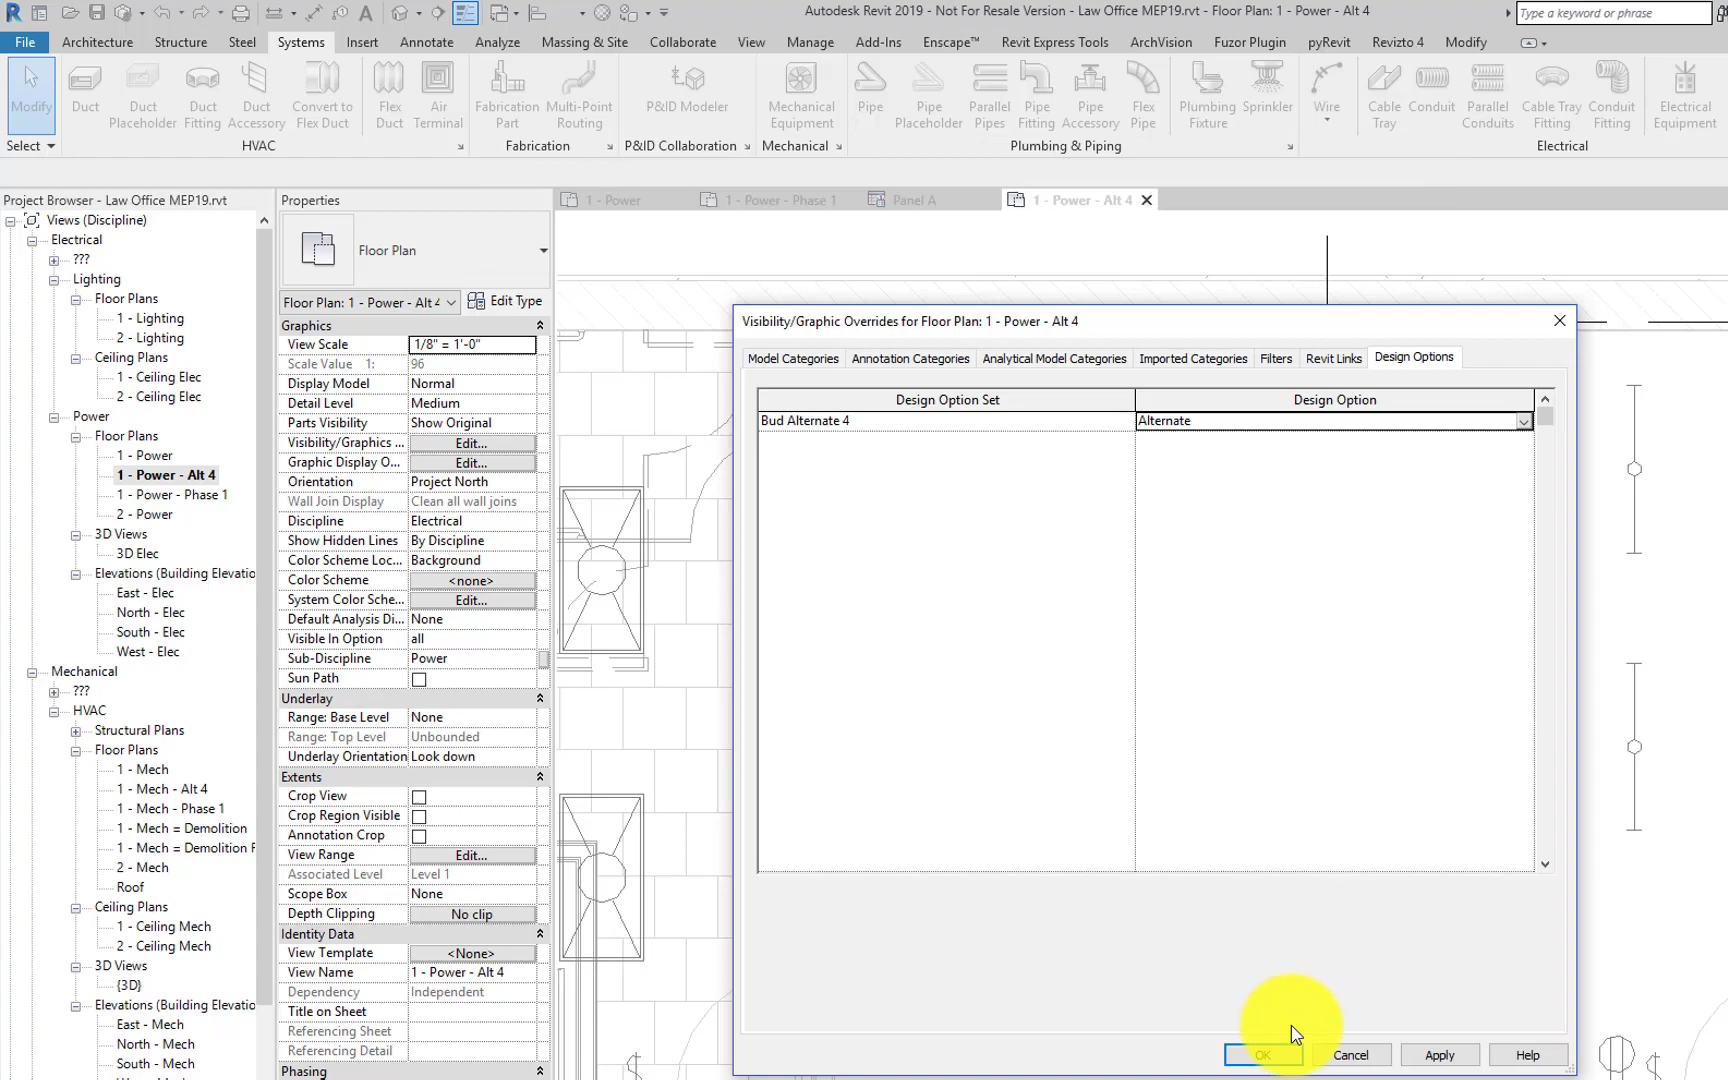 Autodesk Revit 2019 - Not For Resale Version - Law Office MEP19.rvt - Floor Plan: 1 - Power - Alt 4
Type a keyword or phrase
File Architecture Structure Steel Systems Insert Annotate Analyze Massing & Site Collaborate View Manage Add-Ins Enscape™ Revit Express Tools ArchVision Fuzor Plugin pyRevit Revizto 4 Modify
Modify
Duct
Duct Placeholder
Duct Fitting
Duct Accessory
Convert to Flex Duct
Flex Duct
Air Terminal
Fabrication Part
Multi-Point Routing
P&ID Modeler
Mechanical Equipment
Pipe
Pipe Placeholder
Parallel Pipes
Pipe Fitting
Pipe Accessory
Flex Pipe
Plumbing Fixture
Sprinkler
Wire
Cable Tray
Conduit
Parallel Conduits
Cable Tray Fitting
Conduit Fitting
Electrical Equipment
Select HVAC Fabrication P&ID Collaboration Mechanical Plumbing & Piping Electrical
Project Browser - Law Office MEP19.rvt
Views (Discipline)
Electrical
???
Lighting
Floor Plans
1 - Lighting
2 - Lighting
Ceiling Plans
1 - Ceiling Elec
2 - Ceiling Elec
Power
Floor Plans
1 - Power
1 - Power - Alt 4
1 - Power - Phase 1
2 - Power
3D Views
3D Elec
Elevations (Building Elevatio
East - Elec
North - Elec
South - Elec
West - Elec
Mechanical
???
HVAC
Structural Plans
Floor Plans
1 - Mech
1 - Mech - Alt 4
1 - Mech - Phase 1
1 - Mech = Demolition
1 - Mech = Demolition F
2 - Mech
Roof
Ceiling Plans
1 - Ceiling Mech
2 - Ceiling Mech
3D Views
{3D}
Elevations (Building Elevatio
East - Mech
North - Mech
South - Mech
Properties
Floor Plan
Floor Plan: 1 - Power - Alt 4 Edit Type
Graphics
View Scale 1/8" = 1'-0"
Scale Value 1: 96
Display Model Normal
Detail Level Medium
Parts Visibility Show Original
Visibility/Graphics ... Edit...
Graphic Display O... Edit...
Orientation Project North
Wall Join Display Clean all wall joins
Discipline Electrical
Show Hidden Lines By Discipline
Color Scheme Loc... Background
Color Scheme <none>
System Color Sche... Edit...
Default Analysis Di... None
Visible In Option all
Sub-Discipline Power
Sun Path
Underlay
Range: Base Level None
Range: Top Level Unbounded
Underlay Orientation Look down
Extents
Crop View
Crop Region Visible
Annotation Crop
View Range Edit...
Associated Level Level 1
Scope Box None
Depth Clipping No clip
Identity Data
View Template <None>
View Name 1 - Power - Alt 4
Dependency Independent
Title on Sheet
Referencing Sheet
Referencing Detail
Phasing
1 - Power 1 - Power - Phase 1 Panel A 1 - Power - Alt 4
Visibility/Graphic Overrides for Floor Plan: 1 - Power - Alt 4
Model Categories Annotation Categories Analytical Model Categories Imported Categories Filters Revit Links Design Options
Design Option Set Design Option
Bud Alternate 4 Alternate
OK Cancel Apply Help